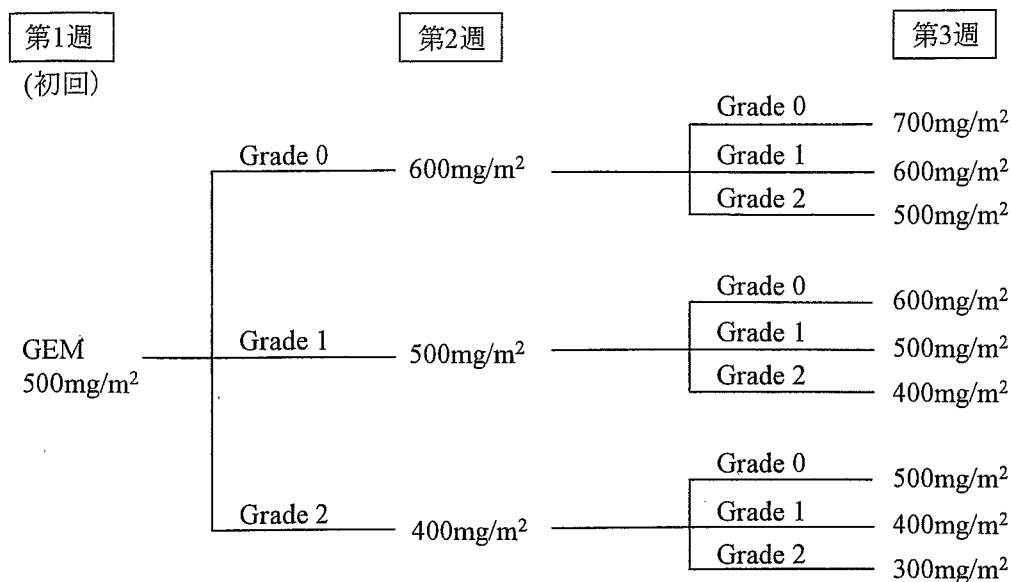 第1週
第2週
第3週
(初回)
Grade 0
700mg/m²
Grade 0
600mg/m²
Grade 1
600mg/m²
Grade 2
500mg/m²
Grade 0
600mg/m²
GEM
500mg/m²
Grade 1
500mg/m²
Grade 1
500mg/m²
Grade 2
400mg/m²
Grade 0
500mg/m²
Grade 2
400mg/m²
Grade 1
400mg/m²
Grade 2
300mg/m²